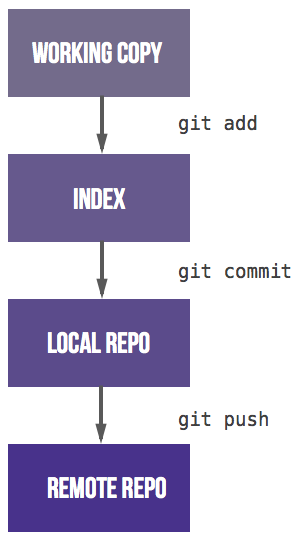 WORKING COPY
git add
INDEX
git commit
LOCAL REPO
git push
REMOTE REPO